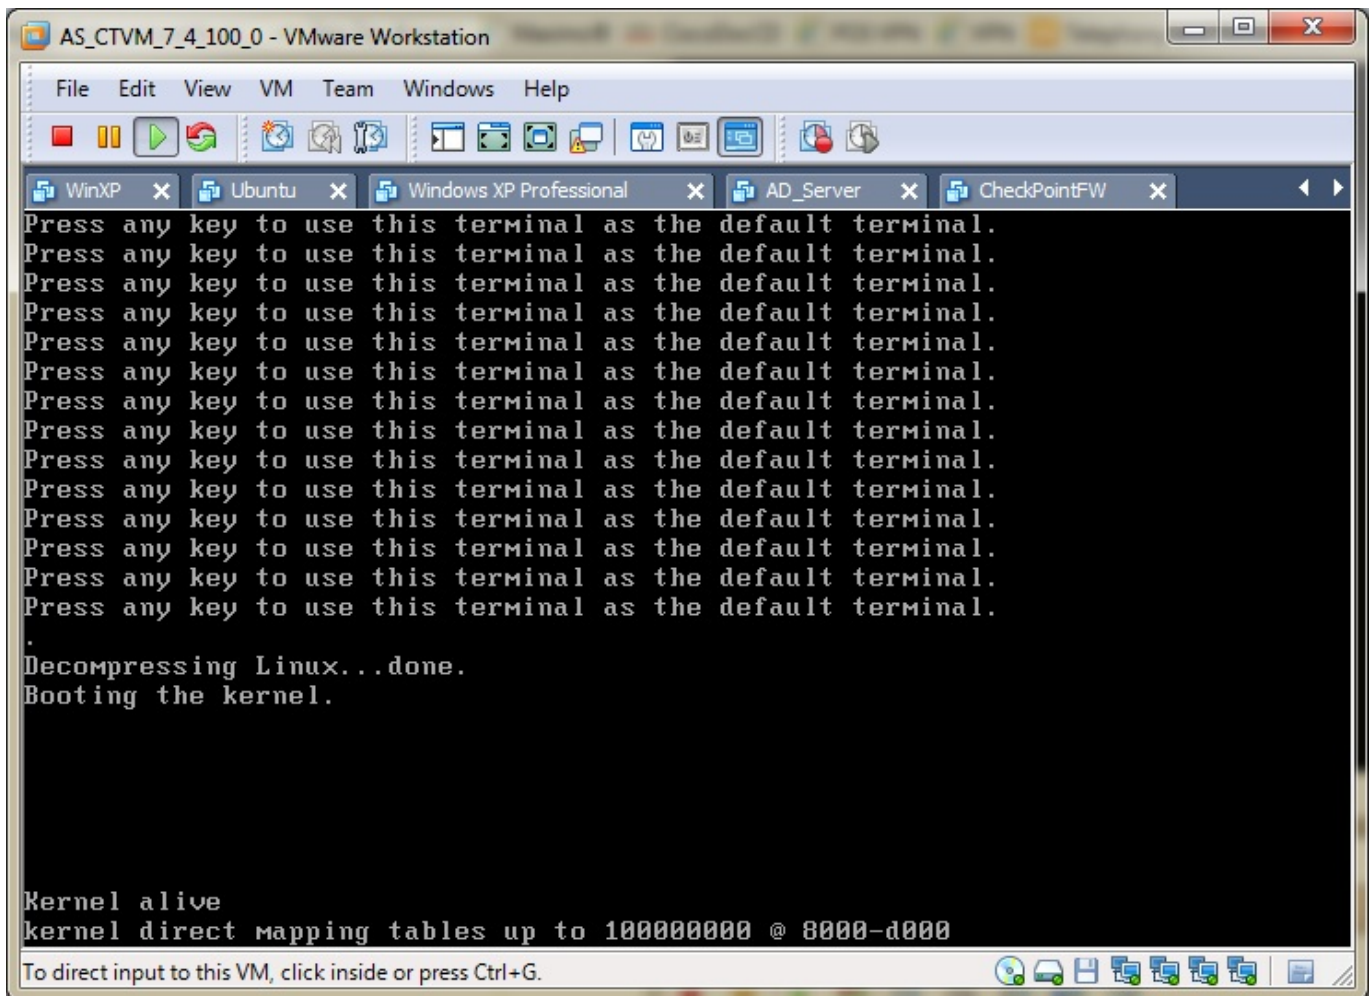 AS_CTVM_7_4_100_0 - VMware Workstation
File Edit View VM Team Windows Help
WinXP Ubuntu Windows XP Professional AD_Server CheckPointFW
Press any key to use this terminal as the default terminal.
Press any key to use this terminal as the default terminal.
Press any key to use this terminal as the default terminal.
Press any key to use this terminal as the default terminal.
Press any key to use this terminal as the default terminal.
Press any key to use this terminal as the default terminal.
Press any key to use this terminal as the default terminal.
Press any key to use this terminal as the default terminal.
Press any key to use this terminal as the default terminal.
Press any key to use this terminal as the default terminal.
Press any key to use this terminal as the default terminal.
Press any key to use this terminal as the default terminal.
Press any key to use this terminal as the default terminal.
Press any key to use this terminal as the default terminal.
.
Decompressing Linux...done.
Booting the kernel.
Kernel alive
kernel direct mapping tables up to 100000000 @ 8000-d000
To direct input to this VM, click inside or press Ctrl+G.